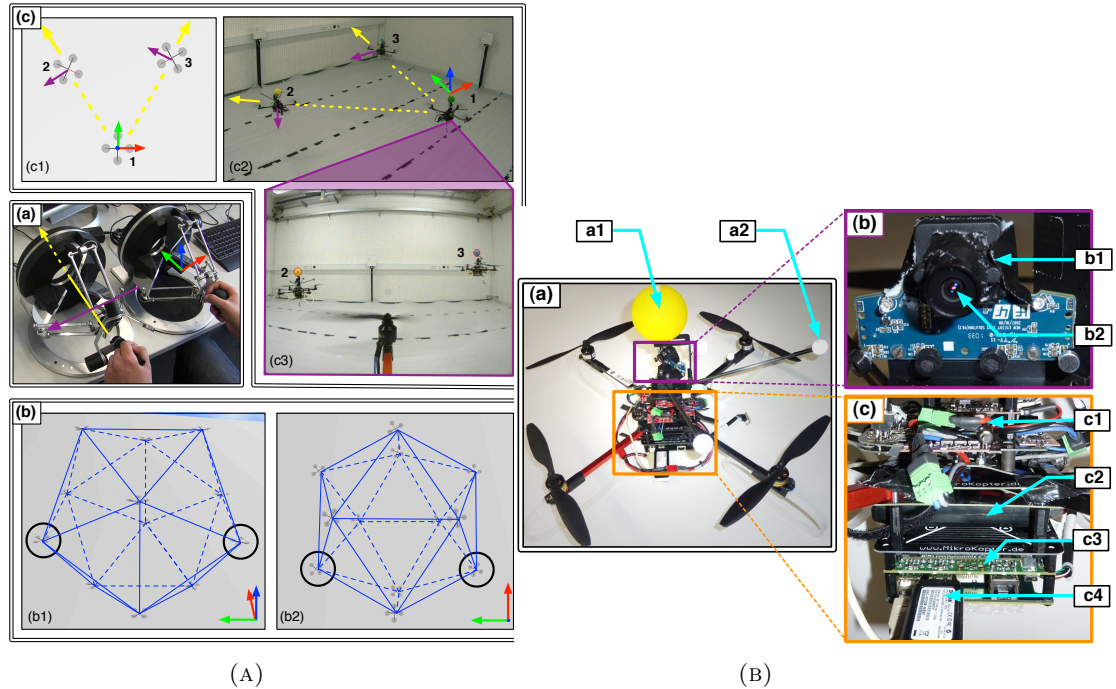 (c)
2
3
1
(c1)
3
2
1
(c2)
2
3
(c3)
(a)
(b)
(b1)
(b2)
(A)
a1
a2
(a)
(b)
b1
b2
(c)
c1
c2
c3
c4
www.MikroKopter.de
(B)